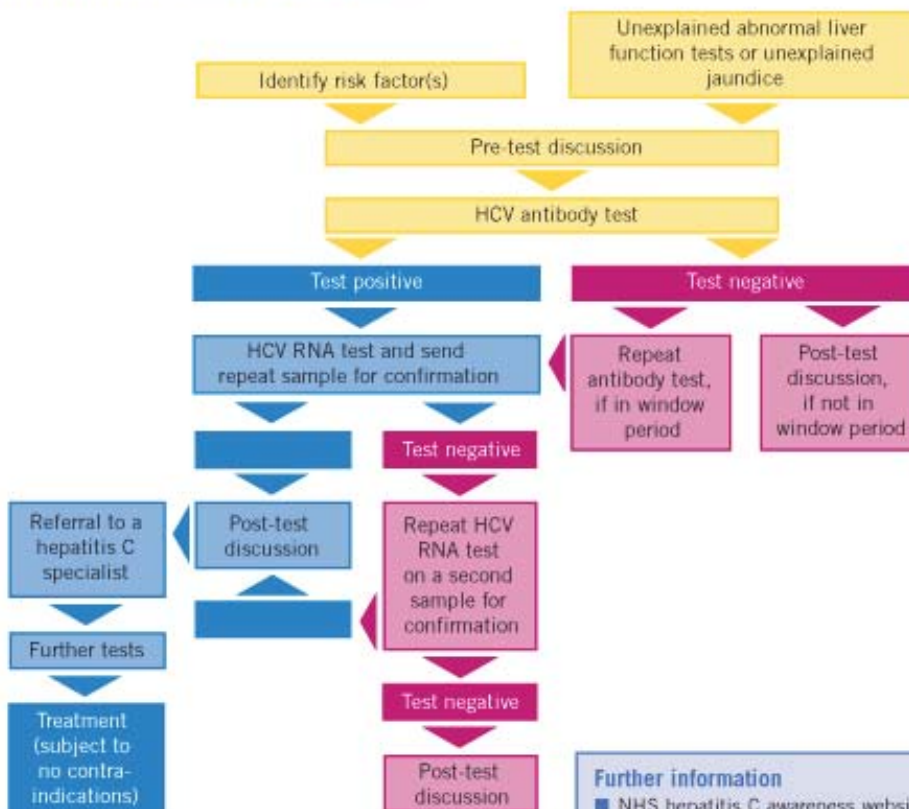 Unexplained abnormal liver
function tests or unexplained
jaundice
Identify risk factor(s)
Pre-test discussion
HCV antibody test
Test positive
Test negative
HCV RNA test and send
repeat sample for confirmation
Repeat
antibody test,
if in window
period
Post-test
discussion,
if not in
window period
Test negative
Referral to a
hepatitis C
specialist
Post-test
discussion
Repeat HCV
RNA test
on a second
sample for
confirmation
Further tests
Test negative
Treatment
(subject to
no contra-
indications)
Post-test
discussion
Further information
■ NHS hepatitis C awareness